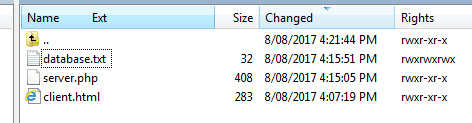 Name Ext Size Changed Rights
.. 8/08/2017 4:21:44 PM rwxr-xr-x
database.txt 32 8/08/2017 4:15:51 PM rwxrwxrwx
server.php 408 8/08/2017 4:15:05 PM rwxr-xr-x
client.html 283 8/08/2017 4:07:19 PM rwxr-xr-x